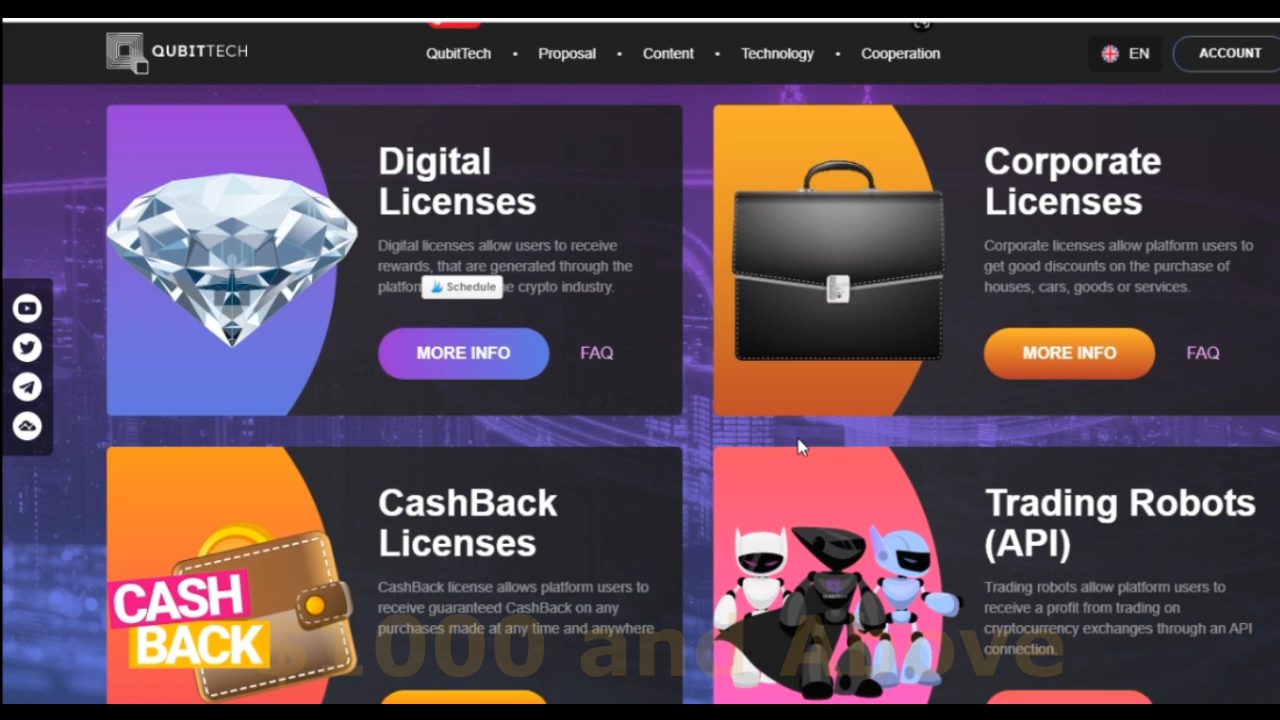 QUBITTECH
QubitTech • Proposal • Content • Technology • Cooperation
EN
ACCOUNT
Digital
Licenses
Digital licenses allow users to receive
rewards, that are generated through the
Schedule
crypto industry.
MORE INFO
FAQ
Corporate
Licenses
Corporate licenses allow platform users to
get good discounts on the purchase of
houses, cars, goods or services.
MORE INFO
FAQ
CASH
BACK
CashBack
Licenses
CashBack license allows platform users to
receive guaranteed CashBack on any
purchases made at any time and anywhere
Trading Robots
(API)
Trading robots allow platform users to
receive a profit from trading on
cryptocurrency exchanges through an API
connection.
$1000 and Above